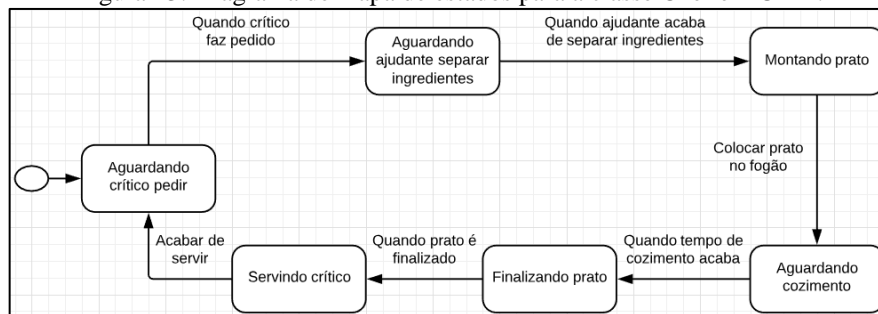 Quando crítico
faz pedido
Aguardando
ajudante separar
ingredientes
Quando ajudante acaba
de separar ingredientes
Montando prato
Aguardando
crítico pedir
Colocar prato
no fogão
Acabar de
servir
Servindo crítico
Quando prato é
finalizado
Finalizando prato
Quando tempo de
cozimento acaba
Aguardando
cozimento